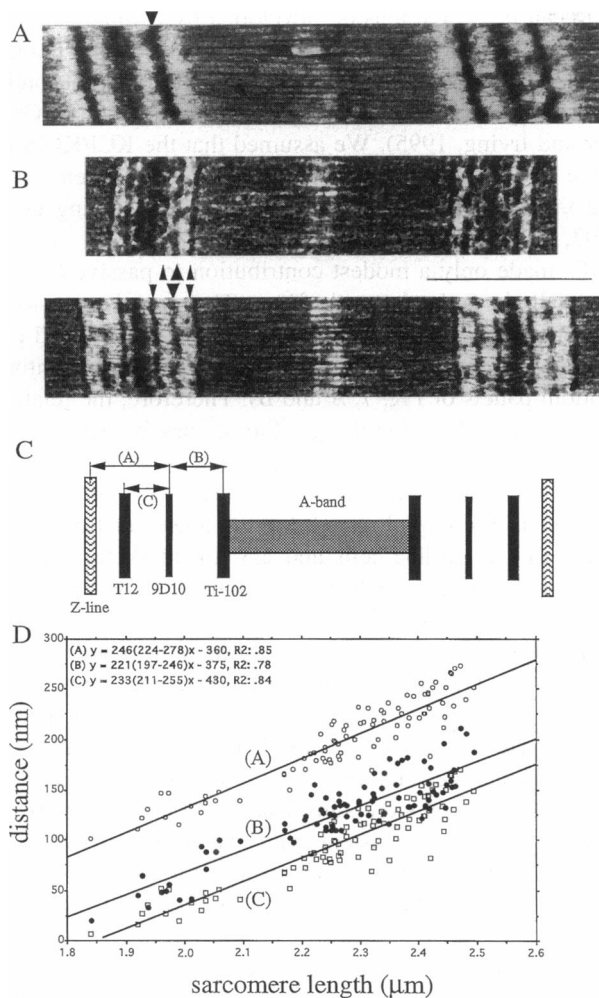 A
B
C
(A)
(B)
(C)
A-band
T12
9D10
Ti-102
Z-line
D
(A) y = 246(224-278)x - 360, R2: .85
(B) y = 221(197-246)x - 375, R2: .78
(C) y = 233(211-255)x - 430, R2: .84
300
250
200
150
100
50
0
distance (nm)
(A)
(B)
(C)
1.8
1.9
2.0
2.1
2.2
2.3
2.4
2.5
2.6
sarcomere length (μm)